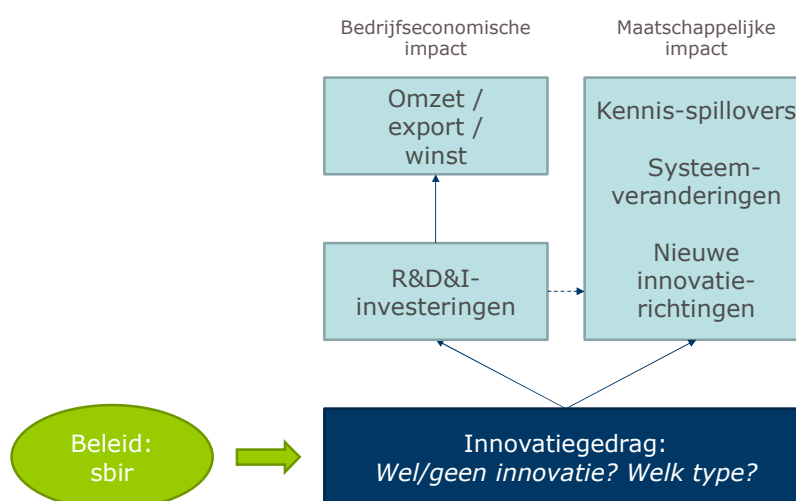 Bedrijfseconomische
impact
Maatschappelijke
impact
Omzet /
export /
winst
Kennis-spillovers
Systeem-
veranderingen
Nieuwe
innovatie-
richtingen
R&D&I-
investeringen
Beleid:
sbir
Innovatiegedrag:
Wel/geen innovatie? Welk type?